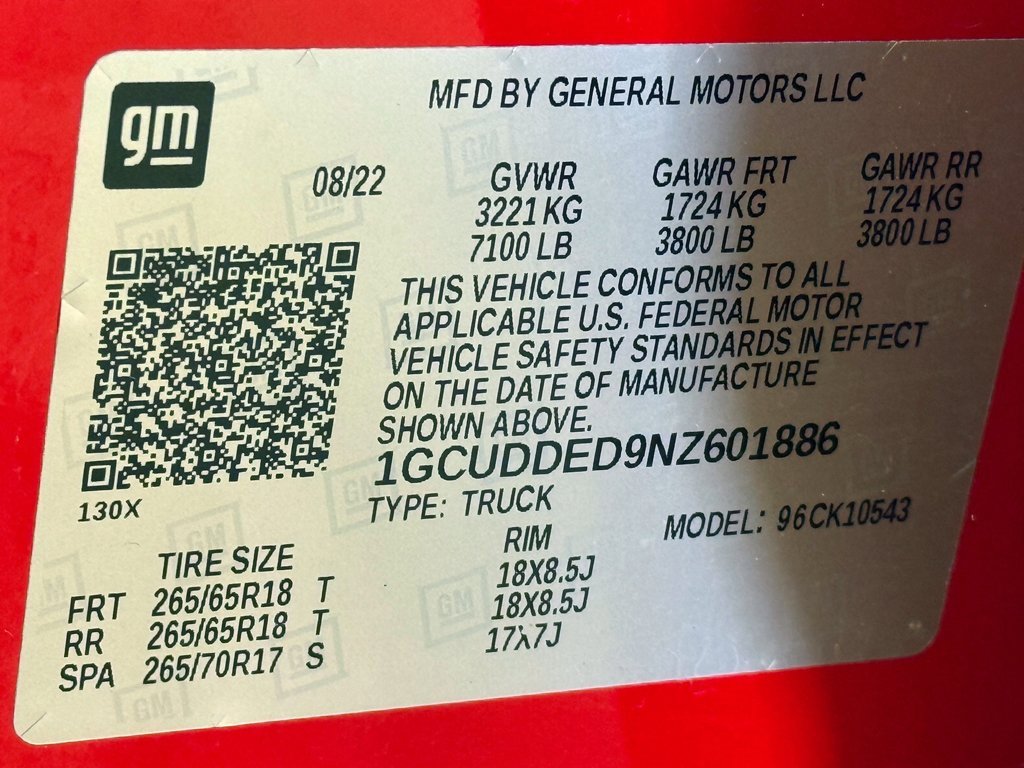 gm
MFD BY GENERAL MOTORS LLC
08/22 GVWR GAWR FRT GAWR RR
3221 KG 1724 KG 1724 KG
7100 LB 3800 LB 3800 LB
THIS VEHICLE CONFORMS TO ALL
APPLICABLE U.S. FEDERAL MOTOR
VEHICLE SAFETY STANDARDS IN EFFECT
ON THE DATE OF MANUFACTURE
SHOWN ABOVE.
1GCUDDED9NZ601886
130X
TYPE: TRUCK MODEL: 96CK10543
TIRE SIZE RIM
FRT 265/65R18 T 18X8.5J
RR 265/65R18 T 18X8.5J
SPA 265/70R17 S 17X7J